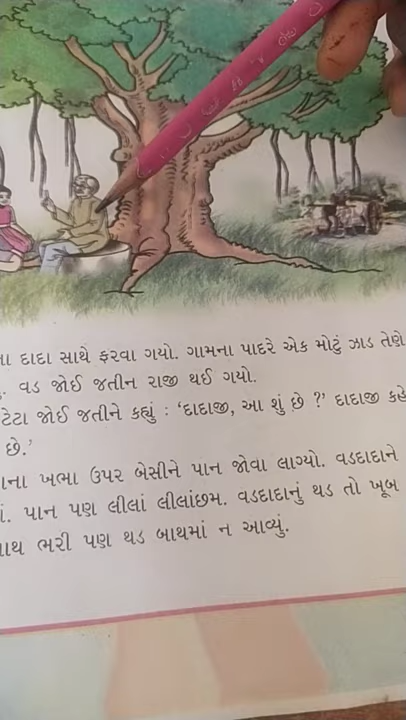 દાદા સાથે ફરવા ગયો. ગામના પાદરે એક મોટું ઝાડ તેણે
વડ જોઈ જતીન રાજી થઈ ગયો.
ટેટા જોઈ જતીને કહ્યું : ‘દાદાજી, આ શું છે ?’ દાદાજી કહે
છે.’
ખભા ઉપર બેસીને પાન જોવા લાગ્યો. વડદાદાને
પાન પણ લીલાં લીલાંછમ. વડદાદાનું થડ તો ખૂબ
ભરી પણ થડ બાથમાં ન આવ્યું.